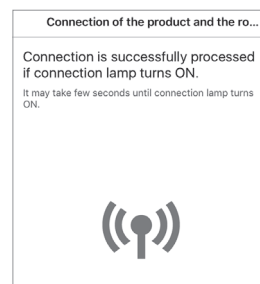 Connection of the product and the ro...
Connection is successfully processed
if connection lamp turns ON.
It may take few seconds until connection lamp turns
ON.